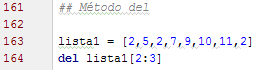 161 ## Método del
162
163 lista1 = [2,5,2,7,9,10,11,2]
164 del lista1[2:3]